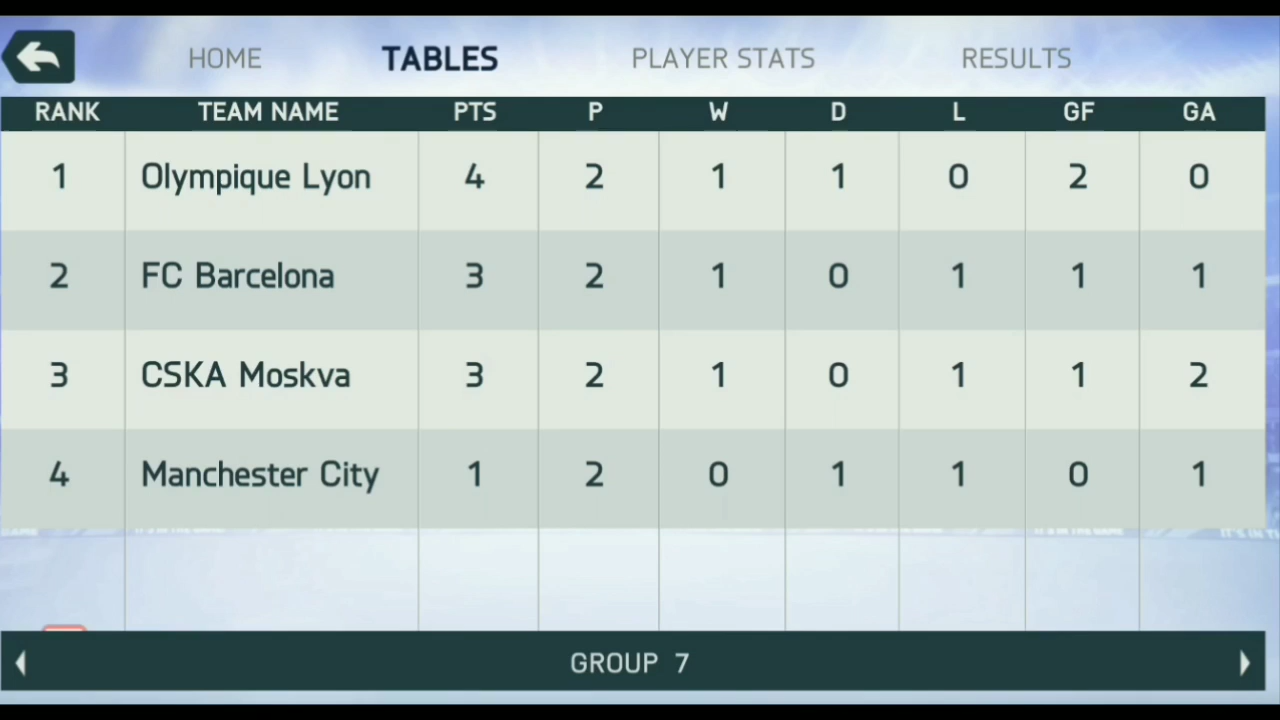 HOME TABLES PLAYER STATS RESULTS
RANK TEAM NAME PTS P W D L GF GA
1 Olympique Lyon 4 2 1 1 0 2 0
2 FC Barcelona 3 2 1 0 1 1 1
3 CSKA Moskva 3 2 1 0 1 1 2
4 Manchester City 1 2 0 1 1 0 1
GROUP 7